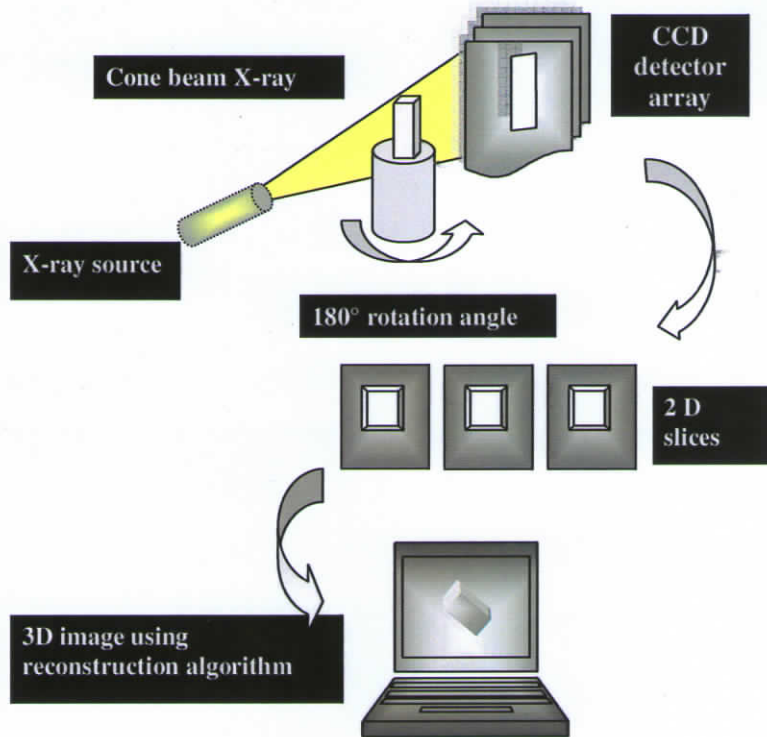 CCD
detector
array
Cone beam X-ray
X-ray source
180° rotation angle
2 D
slices
3D image using
reconstruction algorithm